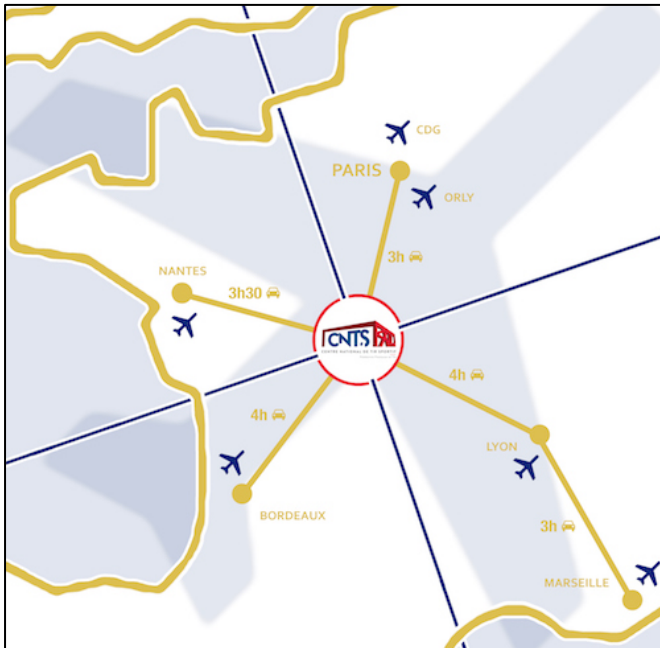 CDG
PARIS
ORLY
3h
NANTES
3h30
CNTS
CENTRE NATIONAL DE TIR SPORTIF
4h
4h
LYON
BORDEAUX
3h
MARSEILLE